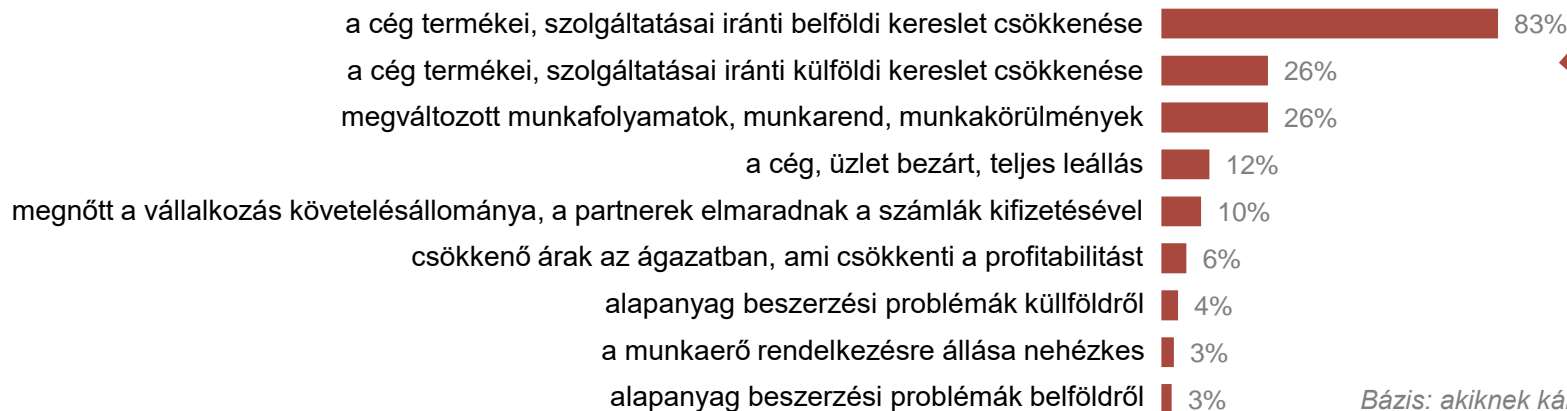 a cég termékei, szolgáltatásai iránti belföldi kereslet csökkenése 83%
a cég termékei, szolgáltatásai iránti külföldi kereslet csökkenése 26%
megváltozott munkafolyamatok, munkarend, munkakörülmények 26%
a cég, üzlet bezárt, teljes leállás 12%
megnőtt a vállalkozás követelésállománya, a partnerek elmaradnak a számlák kifizetésével 10%
csökkenő árak az ágazatban, ami csökkenti a profitabilitást 6%
alapanyag beszerzési problémák küllföldről 4%
a munkaerő rendelkezésre állása nehézkes 3%
alapanyag beszerzési problémák belföldről 3% Bázis: akiknek